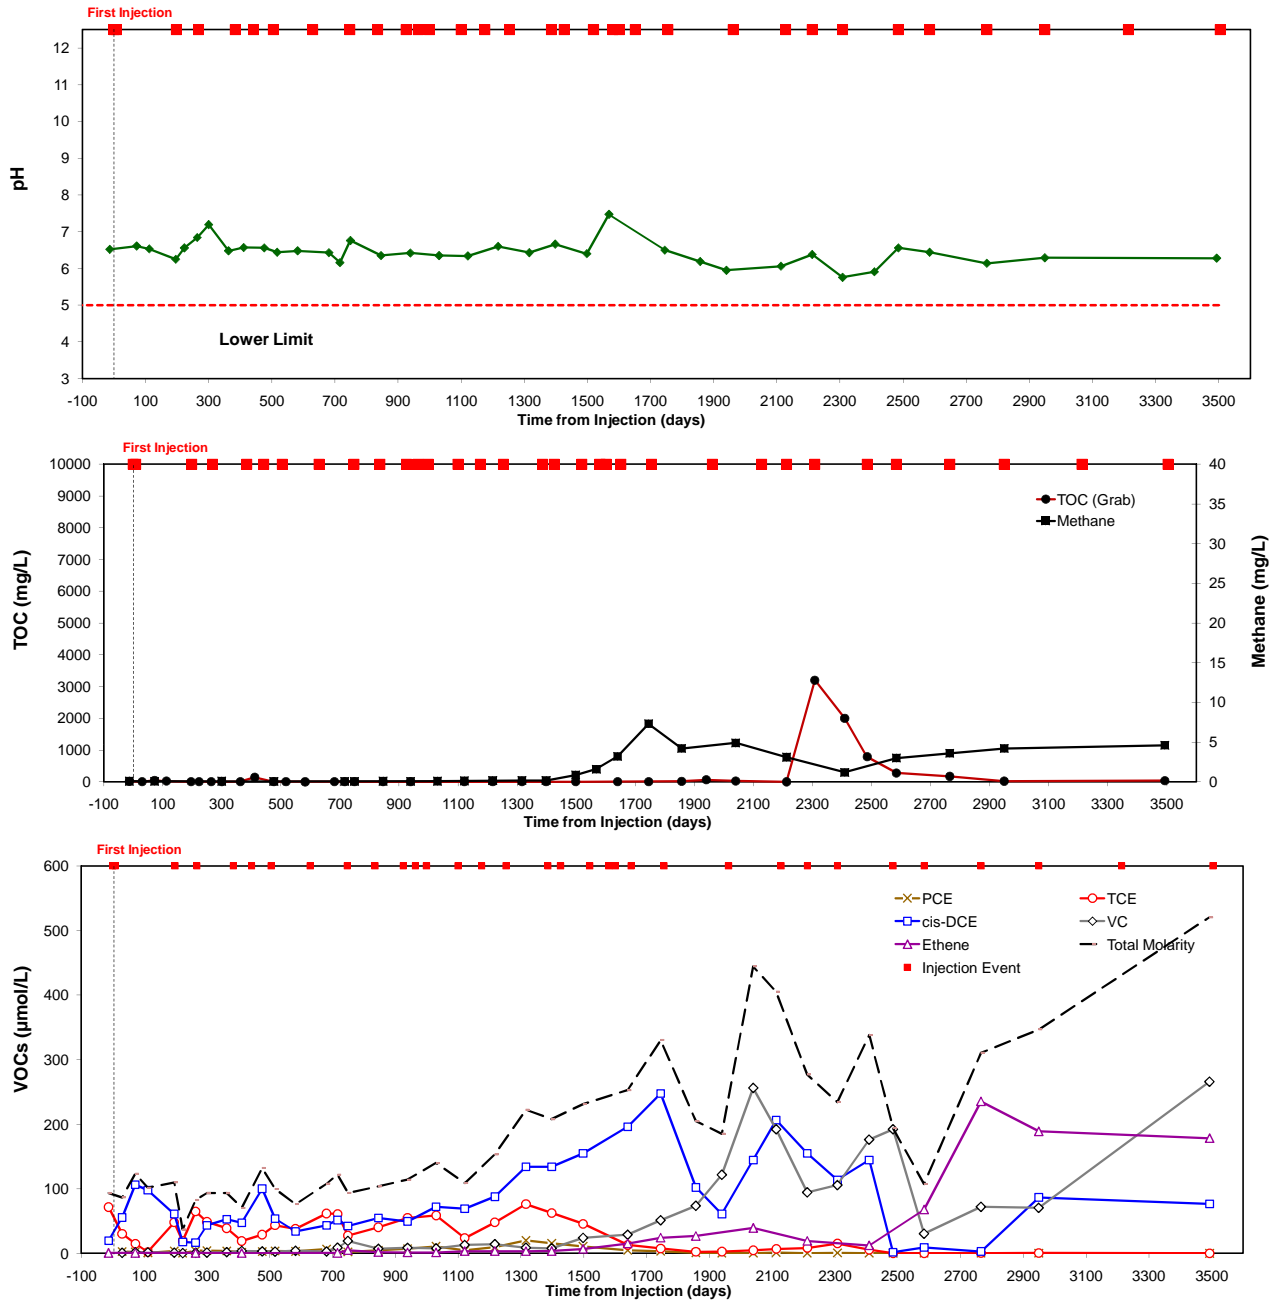 First Injection
12
11
10
9
8
7
6
5
4
3
pH
Lower Limit
-100 100 300 500 700 900 1100 1300 1500 1700 1900 2100 2300 2500 2700 2900 3100 3300 3500
Time from Injection (days)
First Injection
10000
9000
8000
7000
6000
5000
4000
3000
2000
1000
0
TOC (mg/L)
40
35
30
25
20
15
10
5
0
Methane (mg/L)
TOC (Grab)
Methane
-100 100 300 500 700 900 1100 1300 1500 1700 1900 2100 2300 2500 2700 2900 3100 3300 3500
Time from Injection (days)
First Injection
600
500
400
300
200
100
0
VOCs (µmol/L)
PCE TCE
cis-DCE VC
Ethene Total Molarity
Injection Event
-100 100 300 500 700 900 1100 1300 1500 1700 1900 2100 2300 2500 2700 2900 3100 3300 3500
Time from Injection (days)